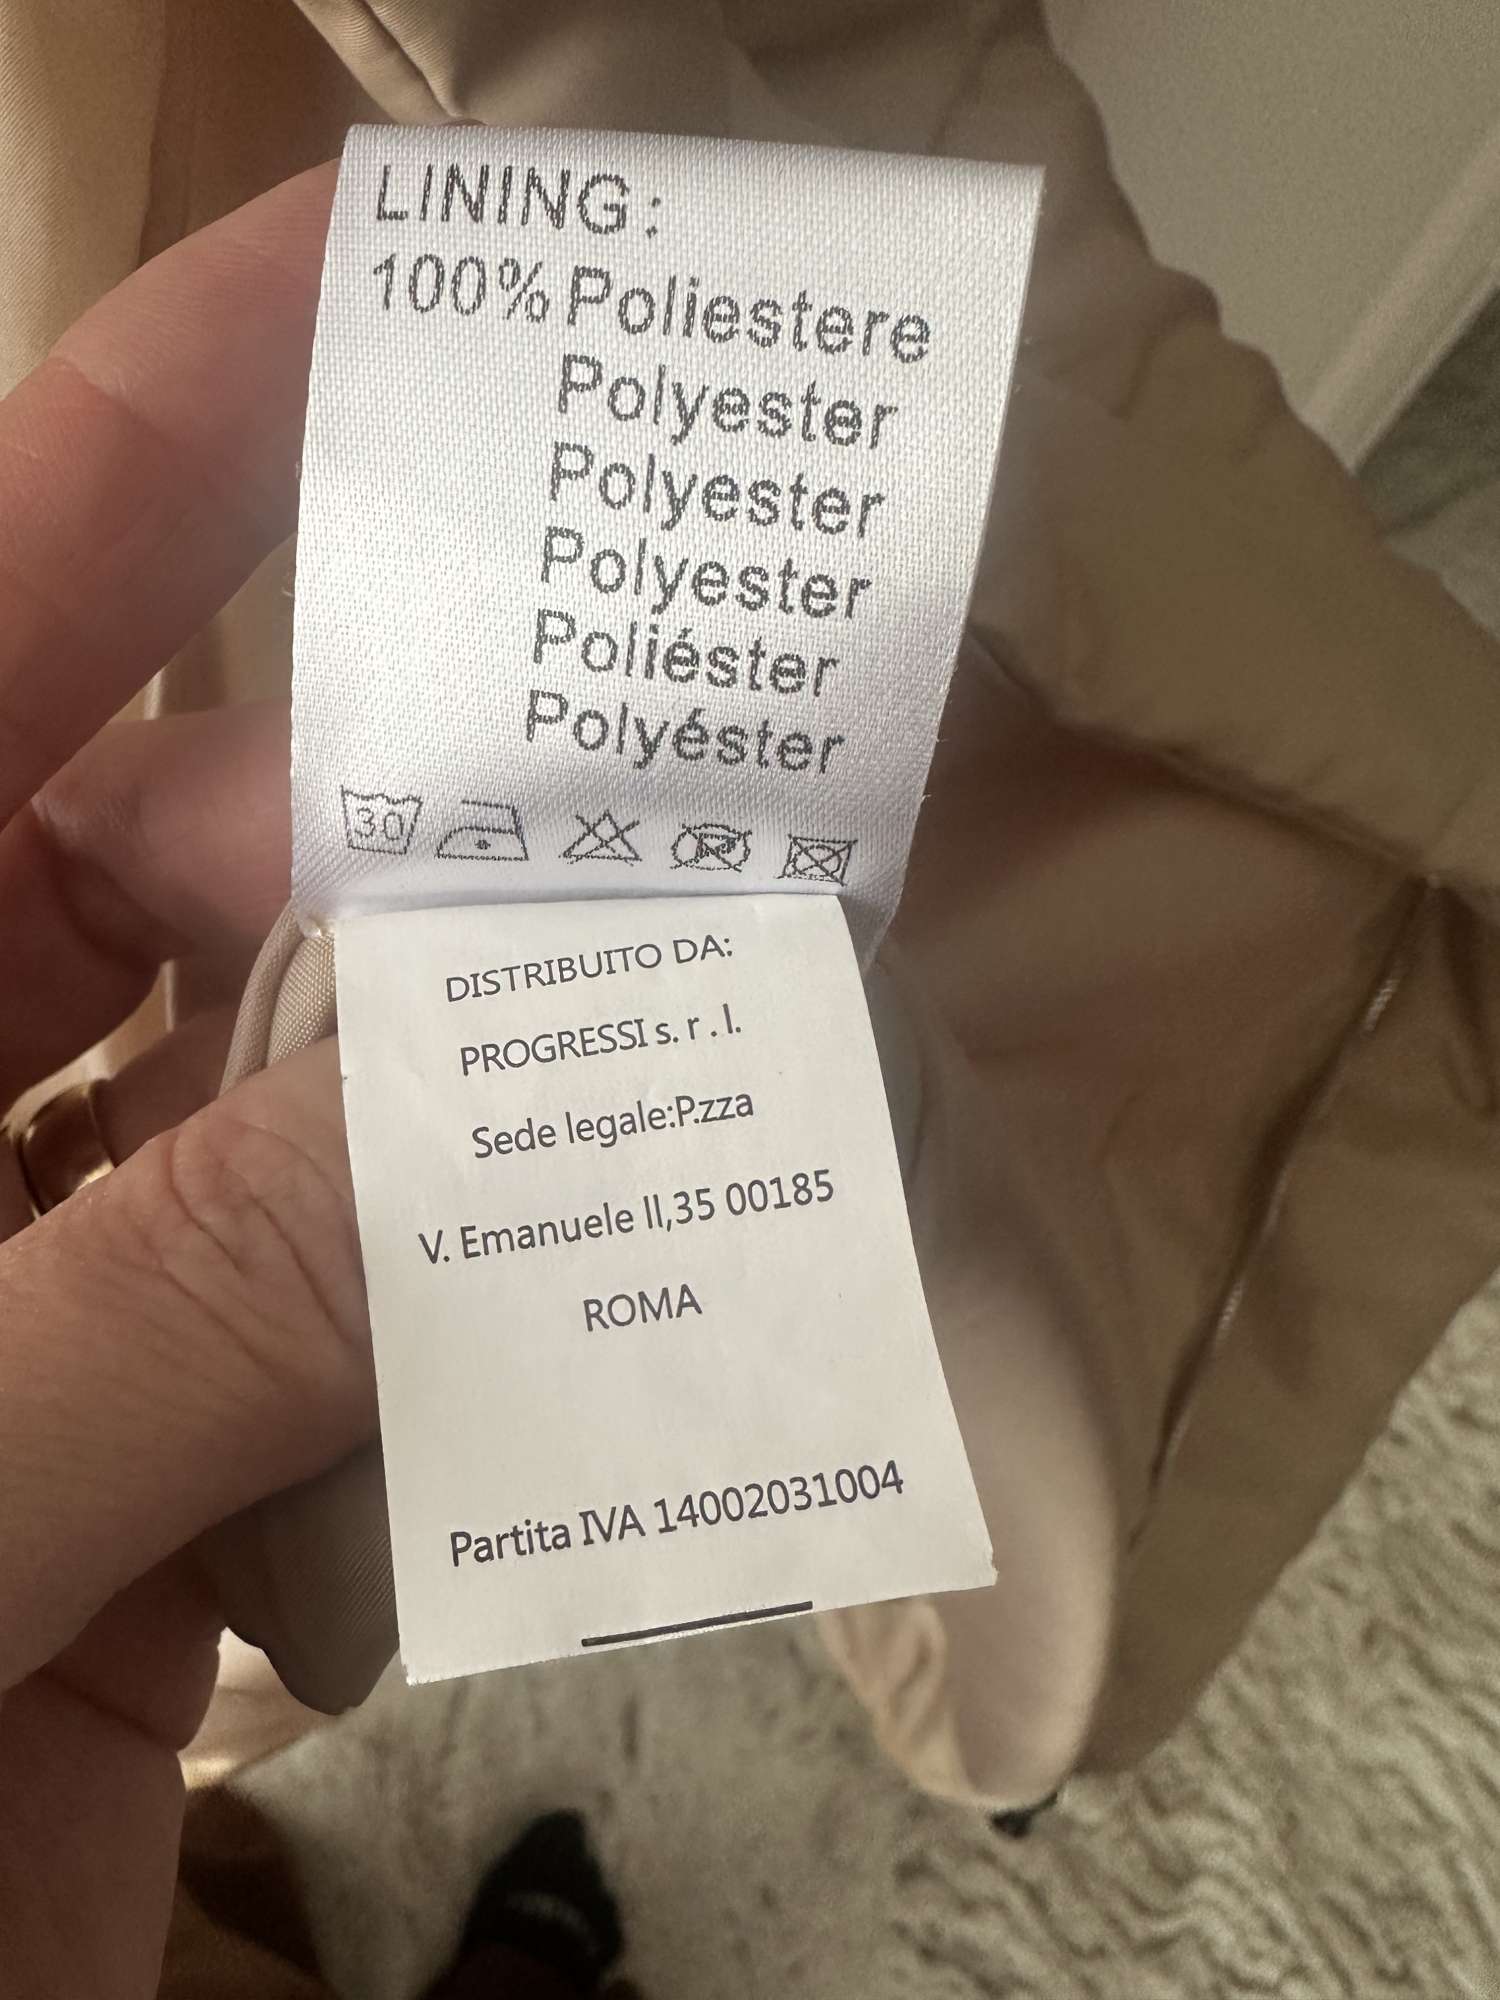 LINING:
100% Poliestere
Polyester
Polyester
Polyester
Poliéster
Polyéster
30
DISTRIBUITO DA:
PROGRESSI s. r . l.
Sede legale:P.zza
V. Emanuele ll,35 00185
ROMA
Partita IVA 14002031004